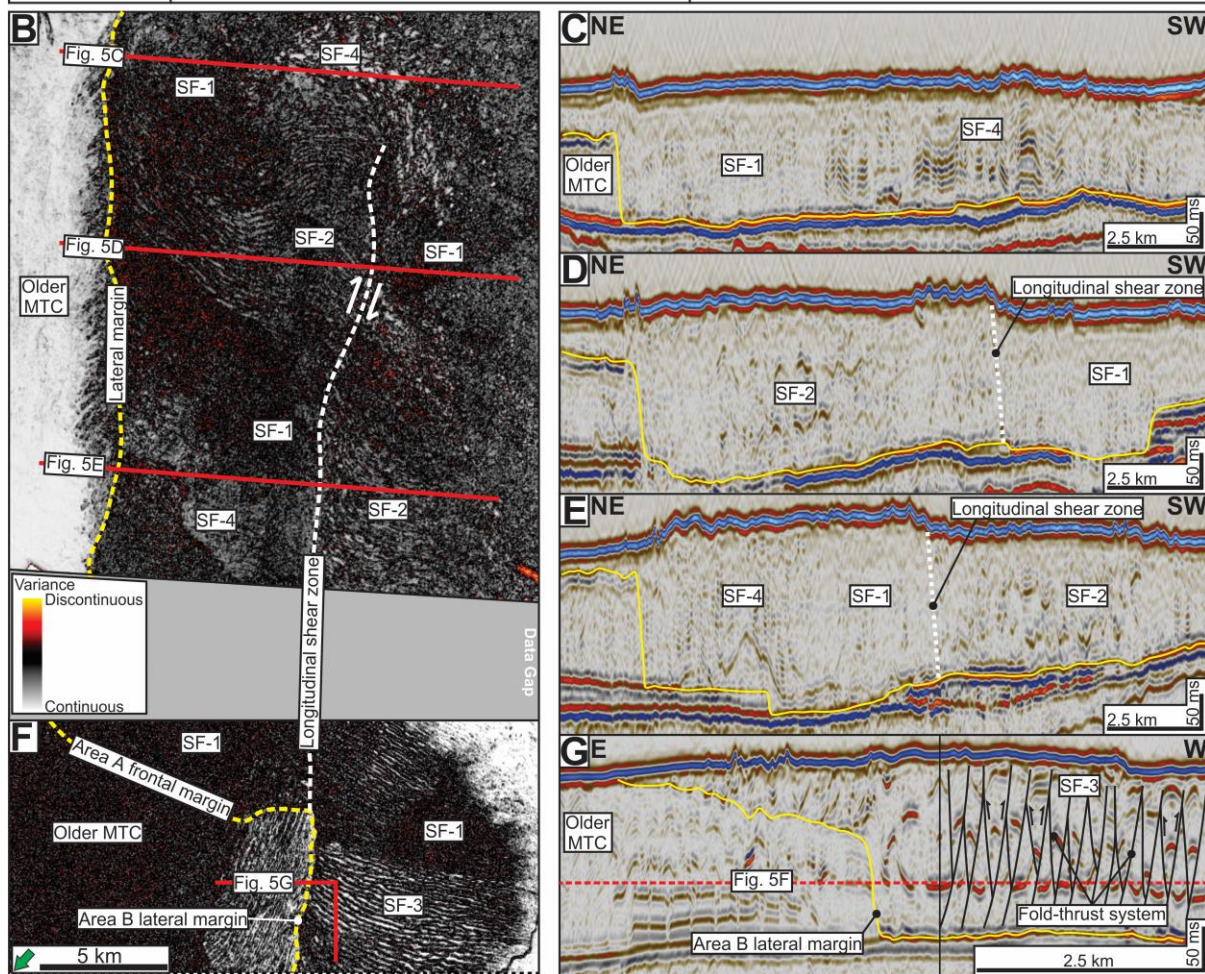 B
Fig. 5C
SF-4
SF-1
Older
MTC
Fig. 5D
SF-2
SF-1
Lateral margin
Fig. 5E
SF-1
SF-4
SF-2
Longitudinal shear zone
Variance
Discontinuous
Continuous
Data Gap
F
SF-1
Area A frontal margin
Older MTC
SF-1
Fig. 5G
SF-3
Area B lateral margin
5 km
C NE
SW
SF-4
Older
MTC
SF-1
2.5 km
50 ms
D NE
SW
Longitudinal shear zone
SF-2
SF-1
2.5 km
50 ms
E NE
SW
Longitudinal shear zone
SF-4
SF-1
SF-2
2.5 km
50 ms
G E
W
SF-3
Older
MTC
Fig. 5F
Fold-thrust system
Area B lateral margin
2.5 km
50 ms